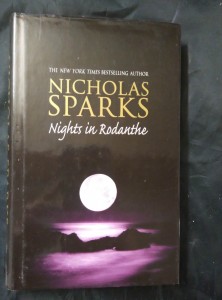 THE NEW YORK TIMES BESTSELLING AUTHOR
NICHOLAS
SPARKS
Nights in Rodanthe